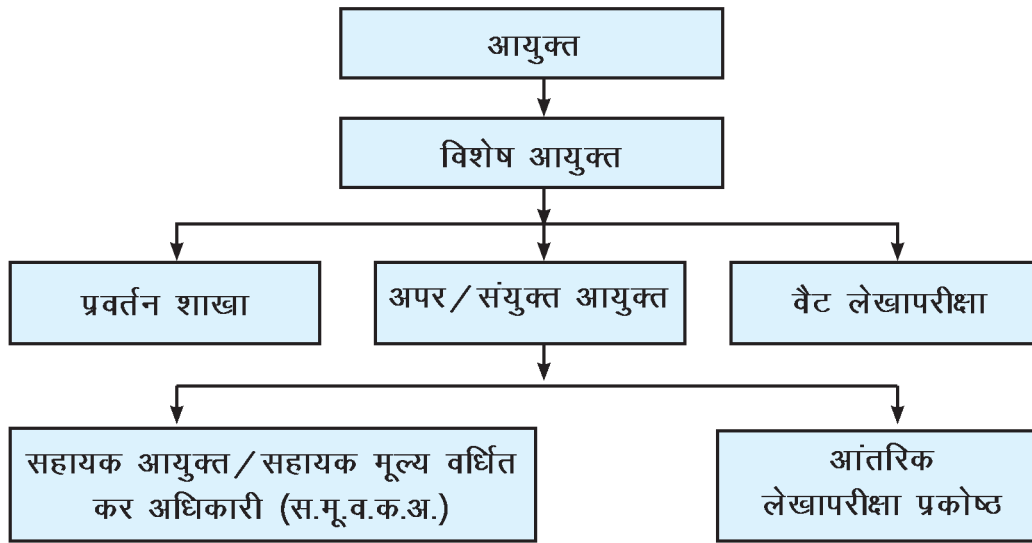 आयुक्त
विशेष आयुक्त
प्रवर्तन शाखा
अपर/संयुक्त आयुक्त
वैट लेखापरीक्षा
सहायक आयुक्त/सहायक मूल्य वर्धित
कर अधिकारी (स.मू.व.क.अ.)
आंतरिक
लेखापरीक्षा प्रकोष्ठ